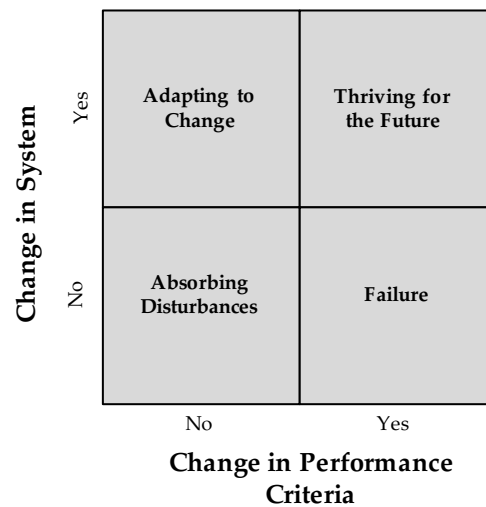 Change in System
Yes
No
Adapting to
Change
Thriving for
the Future
Absorbing
Disturbances
Failure
No
Yes
Change in Performance
Criteria